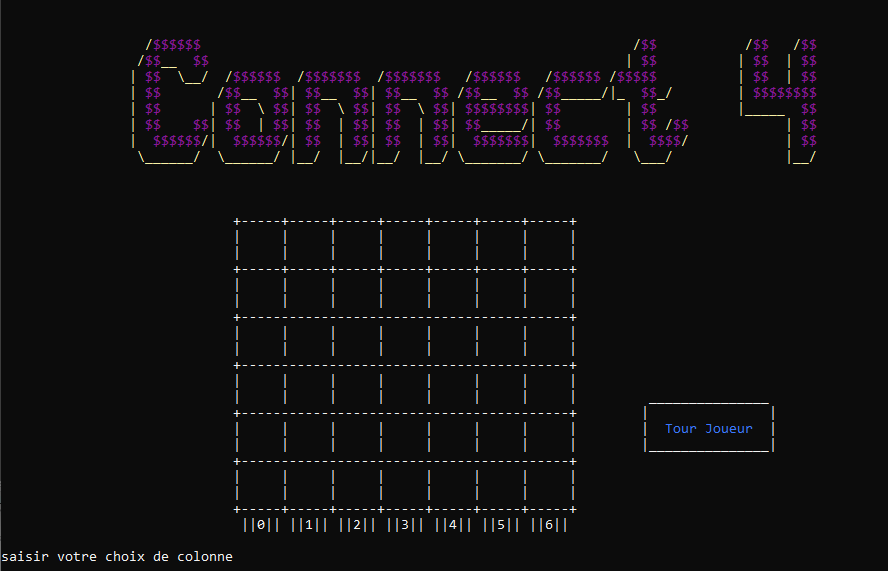 Connect 4
Tour Joueur
||0|| ||1|| ||2|| ||3|| ||4|| ||5|| ||6||
saisir votre choix de colonne